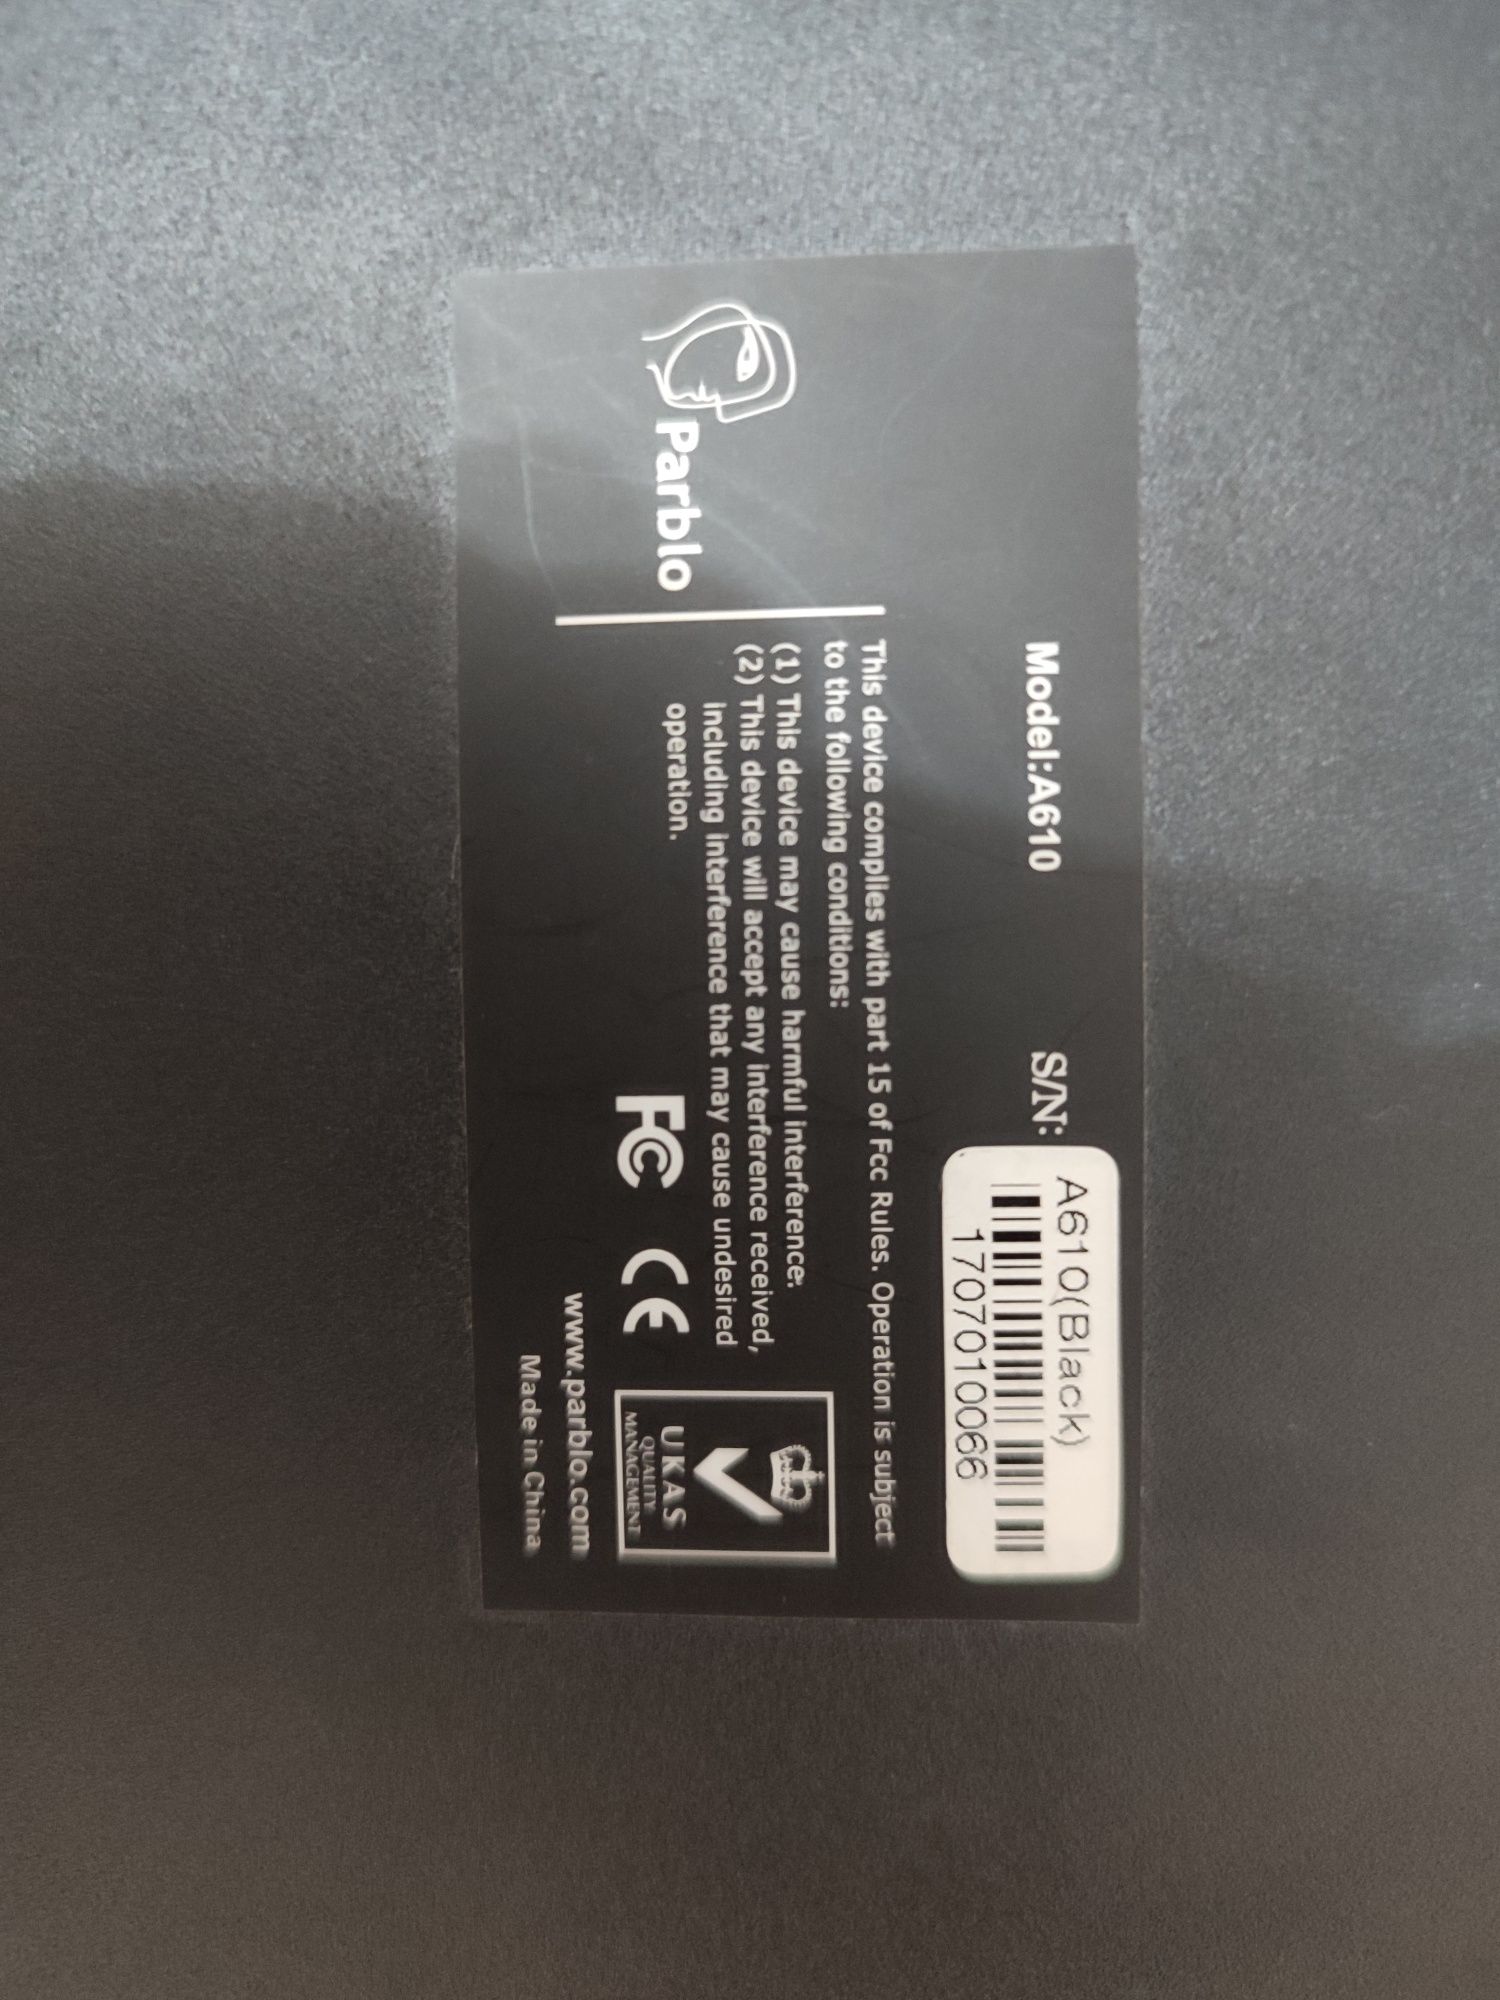 Model:A610
S/N:
A610(Black)
1707010066
Parblo
This device complies with part 15 of Fcc Rules. Operation is subject
to the following conditions:
(1) This device may cause harmful interference.
(2) This device will accept any interference received,
including interference that may cause undesired
operation.
FC
CE
UKAS
QUALITY
MANAGEMENT
www.parblo.com
Made in China